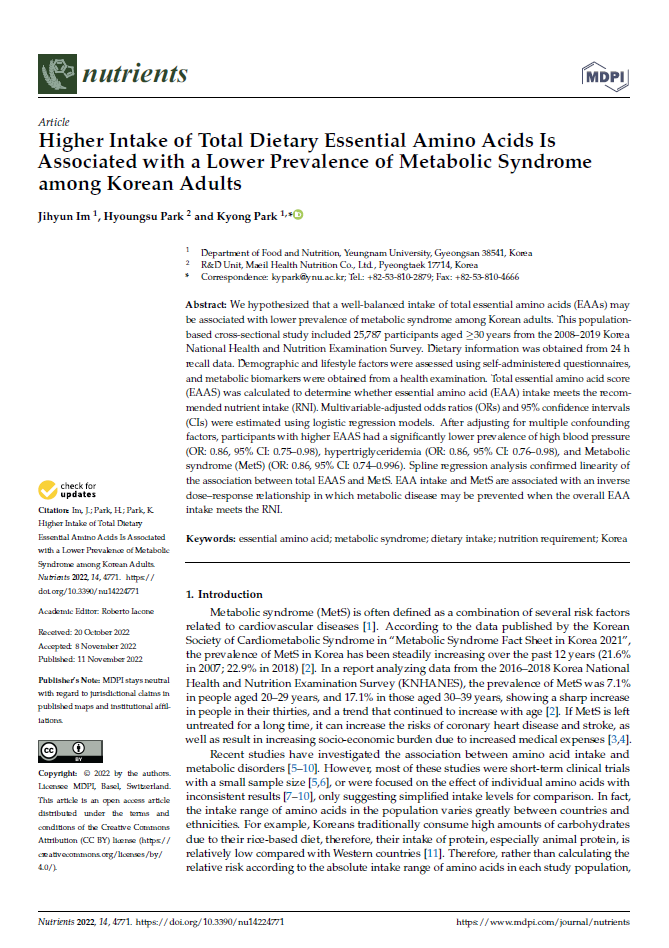 nutrients
MDPI
Article
Higher Intake of Total Dietary Essential Amino Acids Is
Associated with a Lower Prevalence of Metabolic Syndrome
among Korean Adults
Jihyun Im 1, Hyoungsu Park 2 and Kyong Park 1,*
iD
1 Department of Food and Nutrition, Yeungnam University, Gyeongsan 38541, Korea
2 R&D Unit, Maeil Health Nutrition Co., Ltd., Pyeongtaek 17714, Korea
* Correspondence: kypark@ynu.ac.kr; Tel.: +82-53-810-2879; Fax: +82-53-810-4666
Abstract: We hypothesized that a well-balanced intake of total essential amino acids (EAAs) may
be associated with lower prevalence of metabolic syndrome among Korean adults. This population-
based cross-sectional study included 25,787 participants aged ≥30 years from the 2008–2019 Korea
National Health and Nutrition Examination Survey. Dietary information was obtained from 24 h
recall data. Demographic and lifestyle factors were assessed using self-administered questionnaires,
and metabolic biomarkers were obtained from a health examination. Total essential amino acid score
(EAAS) was calculated to determine whether essential amino acid (EAA) intake meets the recom-
mended nutrient intake (RNI). Multivariable-adjusted odds ratios (ORs) and 95% confidence intervals
(CIs) were estimated using logistic regression models. After adjusting for multiple confounding
factors, participants with higher EAAS had a significantly lower prevalence of high blood pressure
(OR: 0.86, 95% CI: 0.75–0.98), hypertriglyceridemia (OR: 0.86, 95% CI: 0.76–0.98), and Metabolic
syndrome (MetS) (OR: 0.86, 95% CI: 0.74–0.996). Spline regression analysis confirmed linearity of
the association between total EAAS and MetS. EAA intake and MetS are associated with an inverse
dose–response relationship in which metabolic disease may be prevented when the overall EAA
intake meets the RNI.
Keywords: essential amino acid; metabolic syndrome; dietary intake; nutrition requirement; Korea
check for
updates
Citation: Im, J.; Park, H.; Park, K.
Higher Intake of Total Dietary
Essential Amino Acids Is Associated
with a Lower Prevalence of Metabolic
Syndrome among Korean Adults.
Nutrients 2022, 14, 4771. https://
doi.org/10.3390/nu14224771
Academic Editor: Roberto Iacone
Received: 20 October 2022
Accepted: 8 November 2022
Published: 11 November 2022
Publisher's Note: MDPI stays neutral
with regard to jurisdictional claims in
published maps and institutional affil-
iations.
cc
BY
Copyright: © 2022 by the authors.
Licensee MDPI, Basel, Switzerland.
This article is an open access article
distributed under the terms and
conditions of the Creative Commons
Attribution (CC BY) license (https://
creativecommons.org/licenses/by/
4.0/).
1. Introduction
Metabolic syndrome (MetS) is often defined as a combination of several risk factors
related to cardiovascular diseases [1]. According to the data published by the Korean
Society of Cardiometabolic Syndrome in “Metabolic Syndrome Fact Sheet in Korea 2021”,
the prevalence of MetS in Korea has been steadily increasing over the past 12 years (21.6%
in 2007; 22.9% in 2018) [2]. In a report analyzing data from the 2016–2018 Korea National
Health and Nutrition Examination Survey (KNHANES), the prevalence of MetS was 7.1%
in people aged 20–29 years, and 17.1% in those aged 30–39 years, showing a sharp increase
in people in their thirties, and a trend that continued to increase with age [2]. If MetS is left
untreated for a long time, it can increase the risks of coronary heart disease and stroke, as
well as result in increasing socio-economic burden due to increased medical expenses [3,4].
Recent studies have investigated the association between amino acid intake and
metabolic disorders [5–10]. However, most of these studies were short-term clinical trials
with a small sample size [5,6], or were focused on the effect of individual amino acids with
inconsistent results [7–10], only suggesting simplified intake levels for comparison. In fact,
the intake range of amino acids in the population varies greatly between countries and
ethnicities. For example, Koreans traditionally consume high amounts of carbohydrates
due to their rice-based diet, therefore, their intake of protein, especially animal protein, is
relatively low compared with Western countries [11]. Therefore, rather than calculating the
relative risk according to the absolute intake range of amino acids in each study population,
Nutrients 2022, 14, 4771. https://doi.org/10.3390/nu14224771
https://www.mdpi.com/journal/nutrients